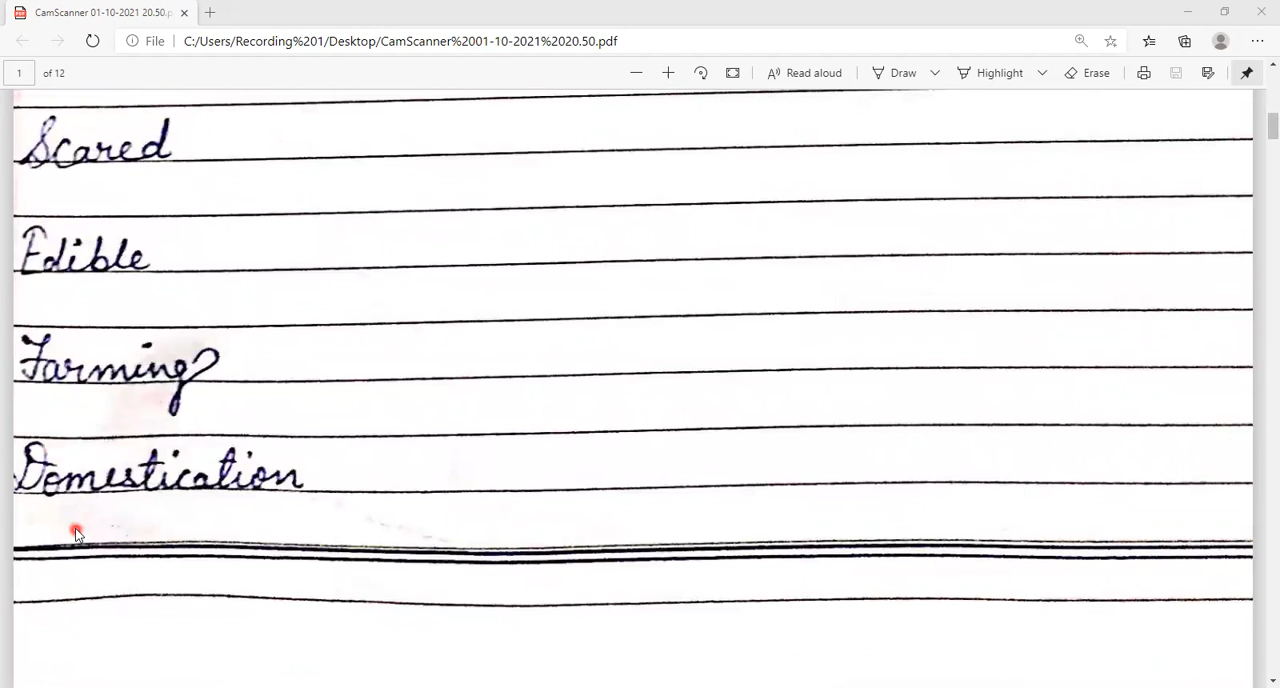 CamScanner 01-10-2021 20.50.p
File C:/Users/Recording%201/Desktop/CamScanner%2001-10-2021%2020.50.pdf
1 of 12 Read aloud Draw Highlight Erase
Scared
Edible
Farming
Domestication